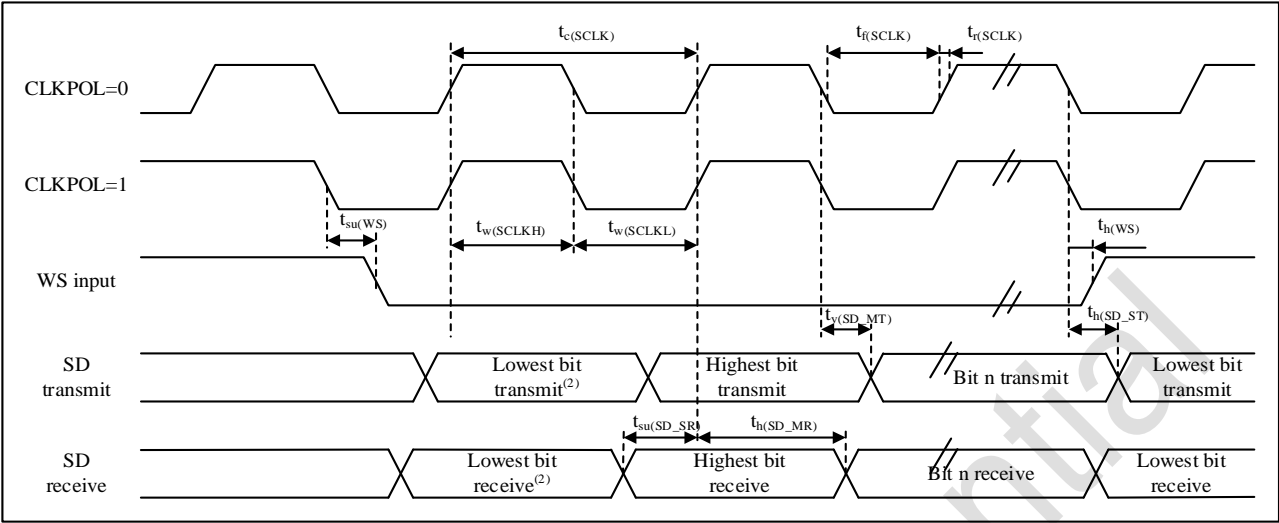 tc(SCLK)
tf(SCLK)
tr(SCLK)
CLKPOL=0
CLKPOL=1
tsu(WS)
tw(SCLKH)
tw(SCLKL)
th(WS)
WS input
tv(SD_MT)
th(SD_ST)
SD
transmit
Lowest bit
transmit(2)
Highest bit
transmit
Bit n transmit
Lowest bit
transmit
tsu(SD_SR)
th(SD_MR)
SD
receive
Lowest bit
receive(2)
Highest bit
receive
Bit n receive
Lowest bit
receive
ntial